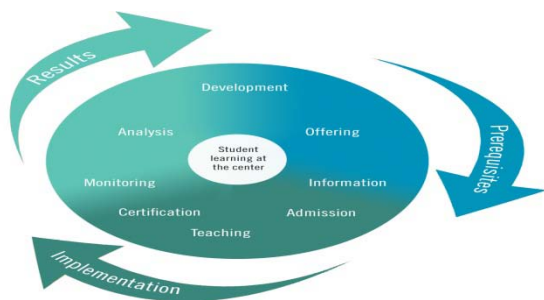 Results
Development
Prerequisites
Analysis
Offering
Student
learning at
the center
Monitoring
Information
Certification
Admission
Teaching
Implementation